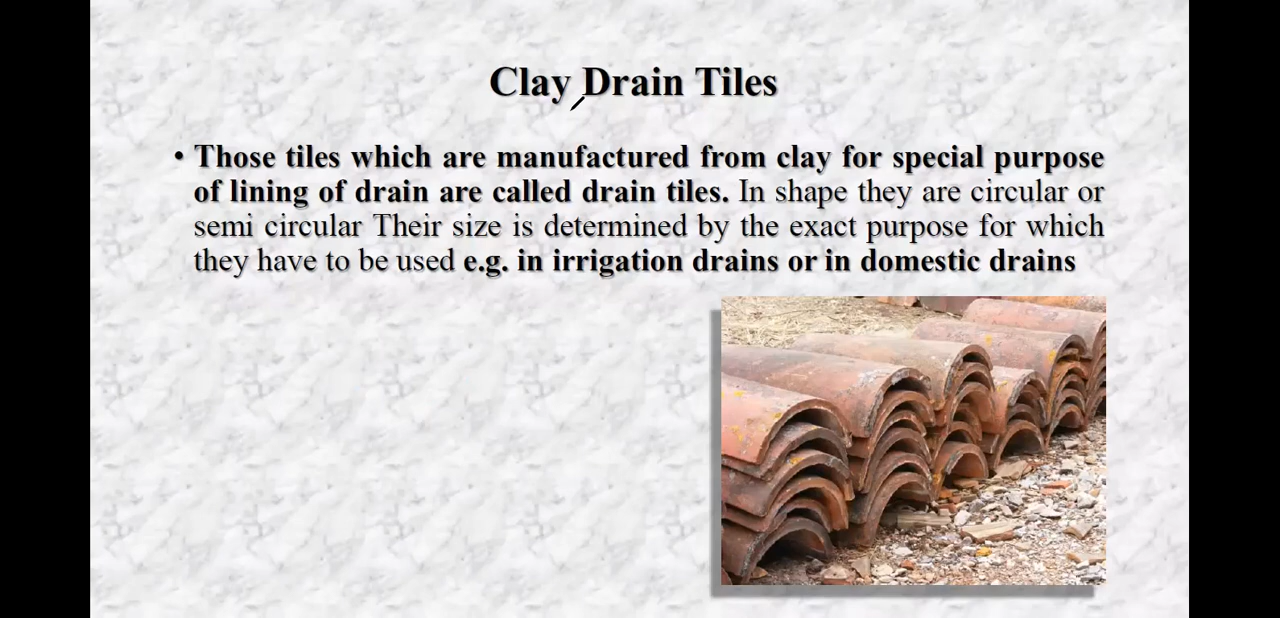 Clay Drain Tiles
• Those tiles which are manufactured from clay for special purpose
of lining of drain are called drain tiles. In shape they are circular or
semi circular Their size is determined by the exact purpose for which
they have to be used e.g. in irrigation drains or in domestic drains